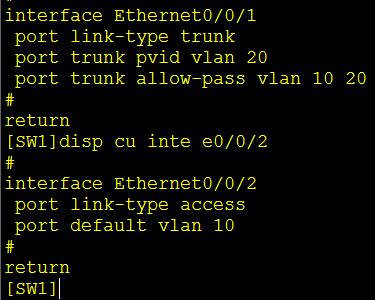 #
interface Ethernet0/0/1
 port link-type trunk
 port trunk pvid vlan 20
 port trunk allow-pass vlan 10 20
#
return
[SW1]disp cu inte e0/0/2
#
interface Ethernet0/0/2
 port link-type access
 port default vlan 10
#
return
[SW1]